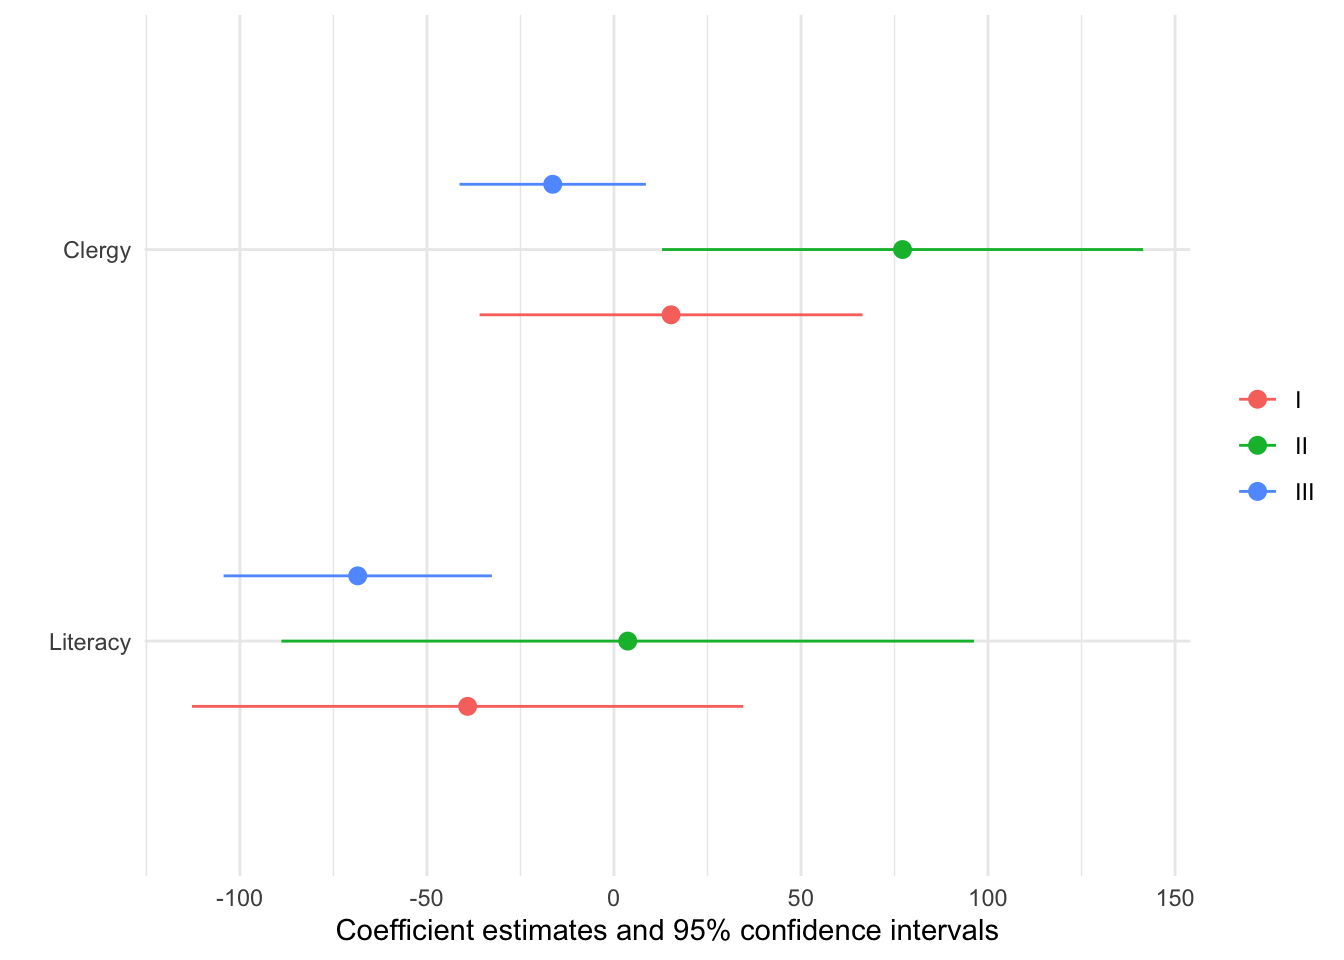 Clergy
Literacy
I
II
III
-100 -50 0 50 100 150
Coefficient estimates and 95% confidence intervals